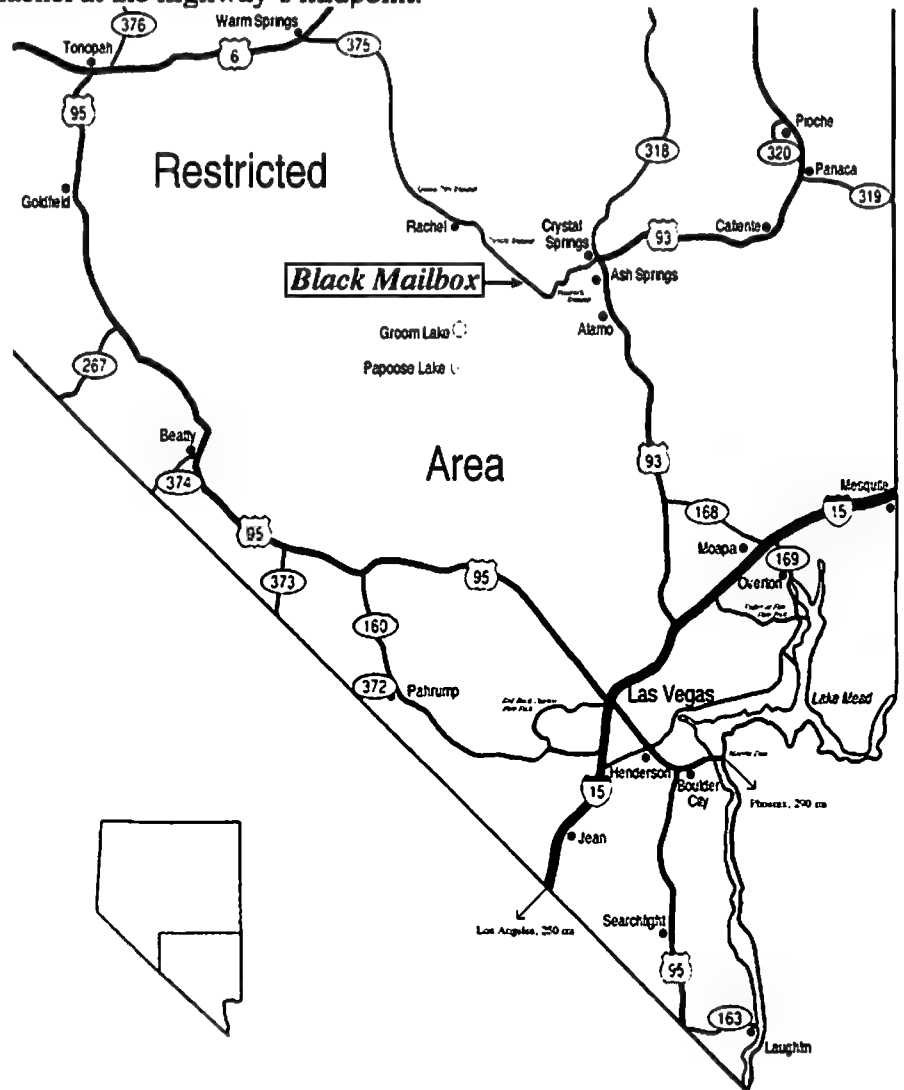 Warm Springs
376
Tonopah
6
375
95
Pioche
320
318
Panaca
Restricted
319
Goldfield
Rachel
Crystal
Springs
93
Caliente
Ash Springs
Black Mailbox
Alamo
Groom Lake
Papoose Lake
267
Beatty
374
Area
93
Mesquite
15
168
95
Moapa
169
Overton
373
95
160
372
Pahrump
Las Vegas
Lake Mead
Henderson
Boulder
City
15
Phoenix, 290 mi
Jean
Los Angeles, 250 mi
Searchlight
95
163
Laughlin